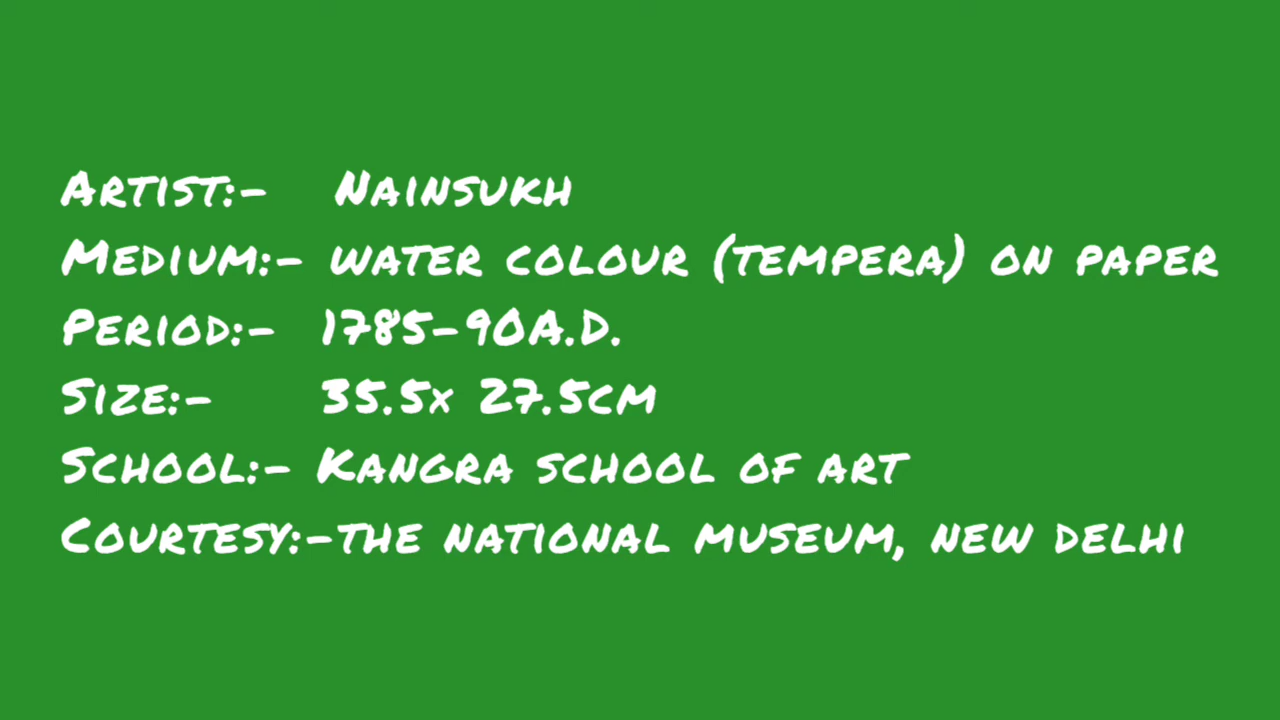 Artist:- Nainsukh
Medium:- water colour (tempera) on paper
Period:- 1785-90A.D.
Size:- 35.5x 27.5cm
School:- Kangra school of art
Courtesy:-the national museum, new delhi